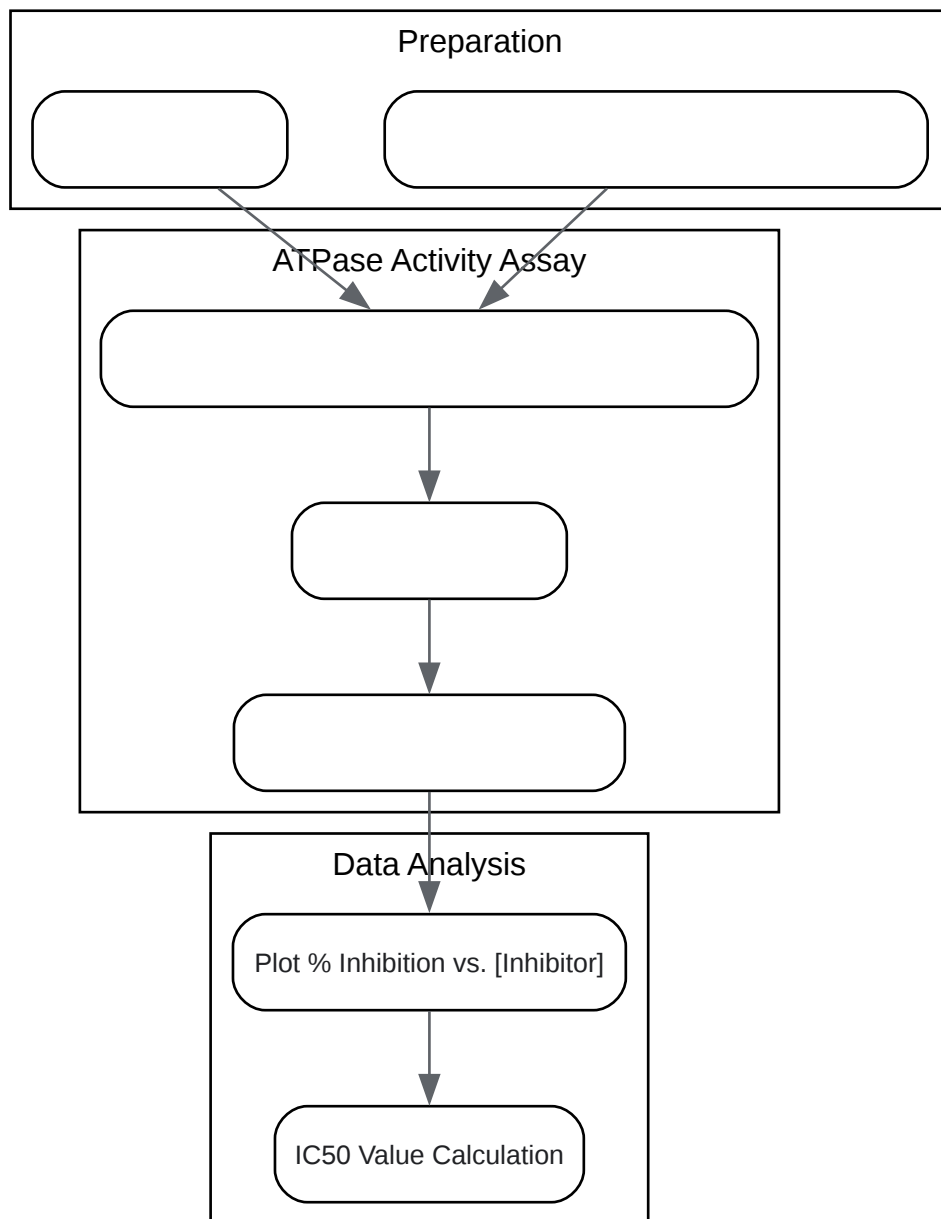 Preparation
ATPase Activity Assay
Data Analysis
Plot % Inhibition vs. [Inhibitor]
IC50 Value Calculation